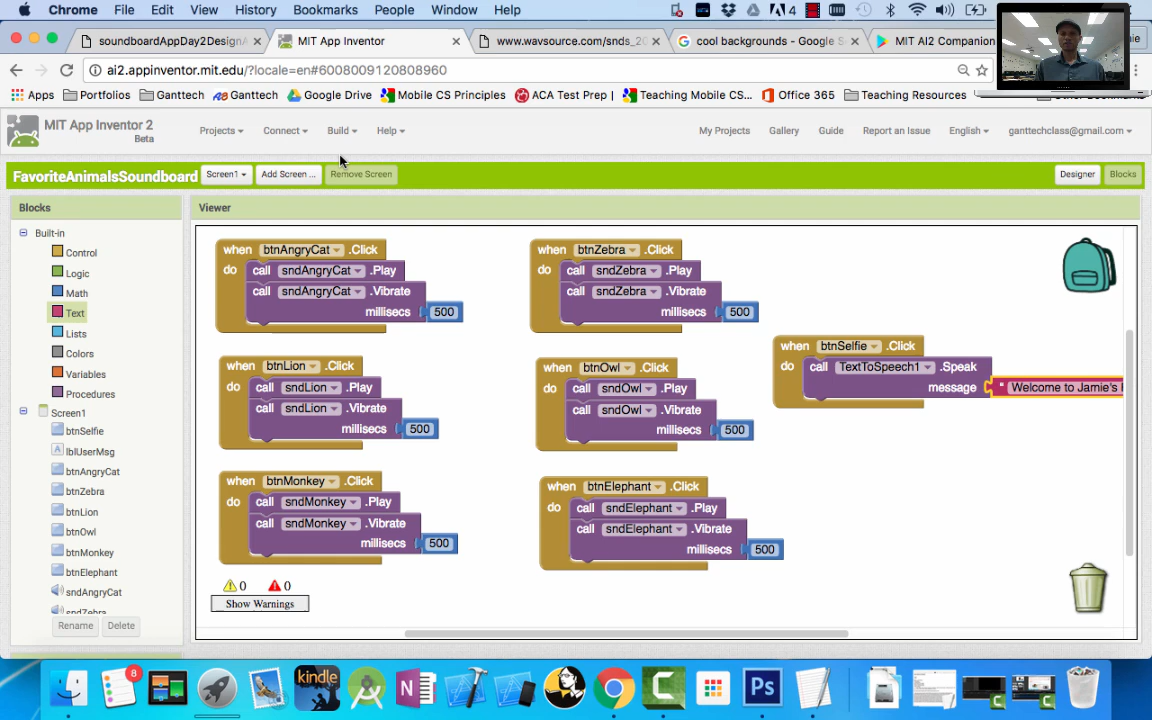 Chrome File Edit View History Bookmarks People Window Help
4
soundboardAppDay2DesignA
MIT App Inventor
www.wavsource.com/snds_20
cool backgrounds - Google S
MIT AI2 Companion
ai2.appinventor.mit.edu/?locale=en#6008009120808960
Apps Portfolios Ganttech Ganttech Google Drive Mobile CS Principles ACA Test Prep | Teaching Mobile CS... Office 365 Teaching Resources
MIT App Inventor 2
Beta
Projects Connect Build Help My Projects Gallery Guide Report an Issue English ganttechclass@gmail.com
FavoriteAnimalsSoundboard Screen1 Add Screen ... Remove Screen Designer Blocks
Blocks
Built-in
Control
Logic
Math
Text
Lists
Colors
Variables
Procedures
Screen1
btnSelfie
lblUserMsg
btnAngryCat
btnZebra
btnLion
btnOwl
btnMonkey
btnElephant
sndAngryCat
sndZebra
Rename Delete
Viewer
when btnAngryCat .Click
do call sndAngryCat .Play
call sndAngryCat .Vibrate
millisecs 500
when btnZebra .Click
do call sndZebra .Play
call sndZebra .Vibrate
millisecs 500
when btnSelfie .Click
do call TextToSpeech1 .Speak
message " Welcome to Jamie's
when btnLion .Click
do call sndLion .Play
call sndLion .Vibrate
millisecs 500
when btnOwl .Click
do call sndOwl .Play
call sndOwl .Vibrate
millisecs 500
when btnMonkey .Click
do call sndMonkey .Play
call sndMonkey .Vibrate
millisecs 500
when btnElephant .Click
do call sndElephant .Play
call sndElephant .Vibrate
millisecs 500
0 0
Show Warnings
8
kindle
N
C
Ps